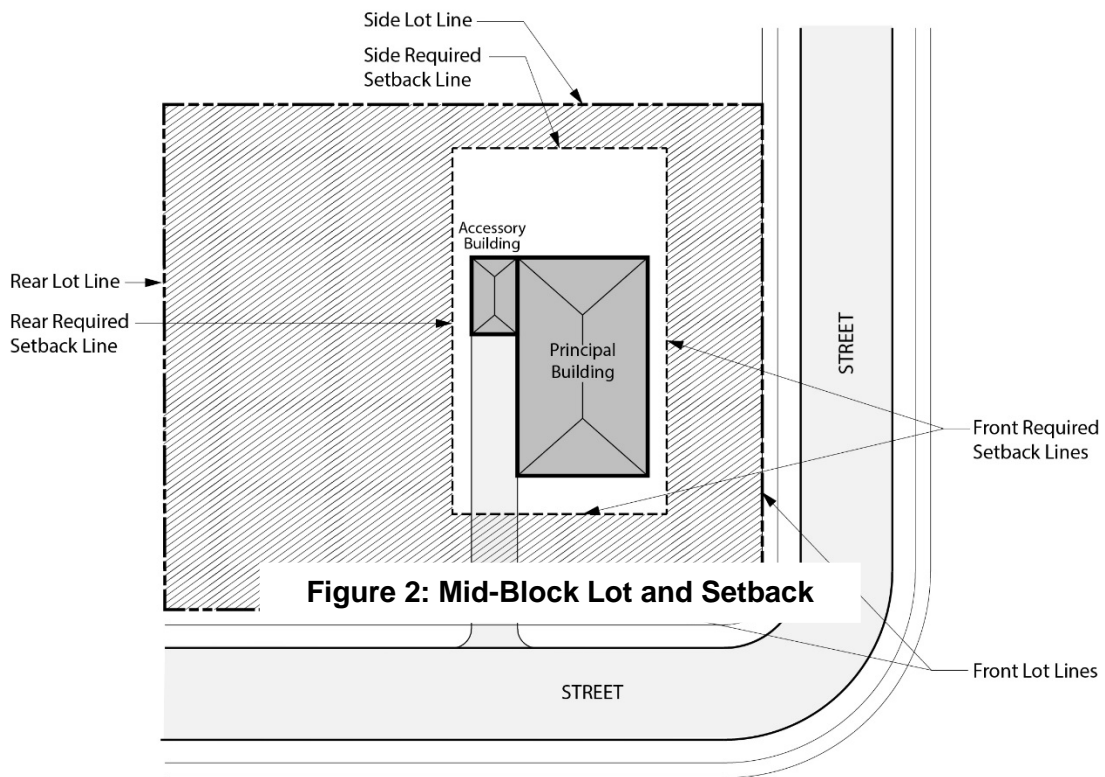 Side Lot Line
Side Required
Setback Line
Accessory
Building
Rear Lot Line
Rear Required
Setback Line
Principal
Building
STREET
Front Required
Setback Lines
Figure 2: Mid-Block Lot and Setback
Front Lot Lines
STREET